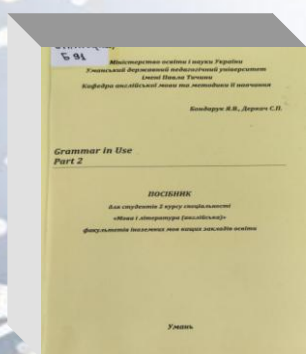 Б 91
Міністерство освіти і науки України
Уманський державний педагогічний університет
імені Павла Тичини
Кафедра англійської мови та методики її навчання
Бондарук Я.В., Деркач С.П.
Grammar in Use
Part 2
ПОСІБНИК
для студентів 2 курсу спеціальності
«Мова і література (англійська)»
факультетів іноземних мов вищих закладів освіти
Умань